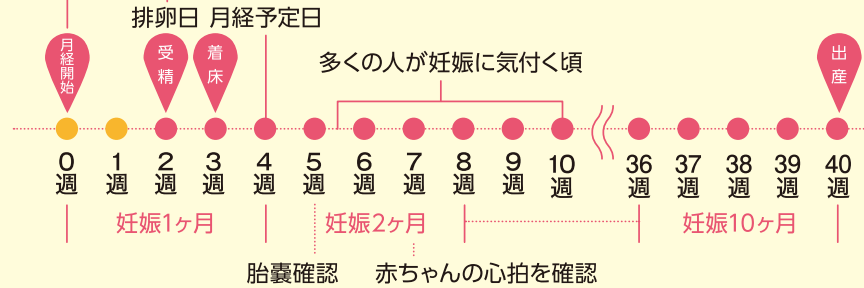 排卵日 月経予定日
月経開始
受精
着床
多くの人が妊娠に気付く頃
出産
0週 1週 2週 3週 4週 5週 6週 7週 8週 9週 10週 36週 37週 38週 39週 40週
妊娠1ヶ月 妊娠2ヶ月 妊娠10ヶ月
胎嚢確認 赤ちゃんの心拍を確認